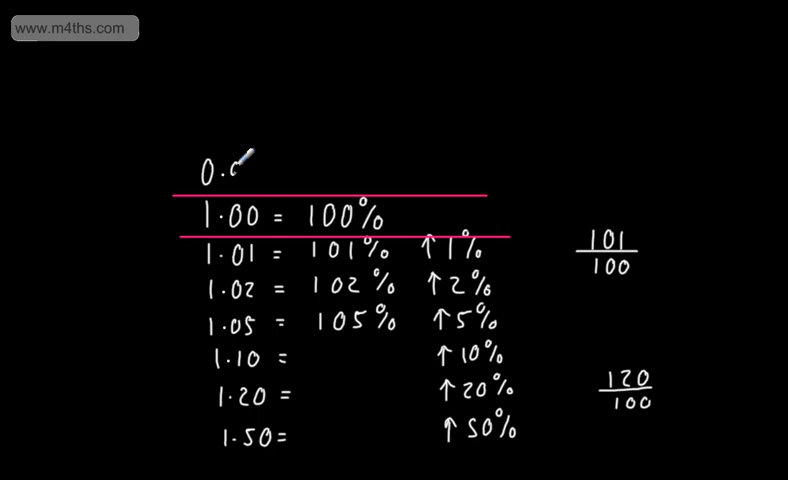 www.m4ths.com
0.
1.00 = 100%
1.01 = 101% ↑1%
101
100
1.02 = 102% ↑2%
1.05 = 105% ↑5%
1.10 = ↑10%
1.20 = ↑20%
120
100
1.50= ↑50%